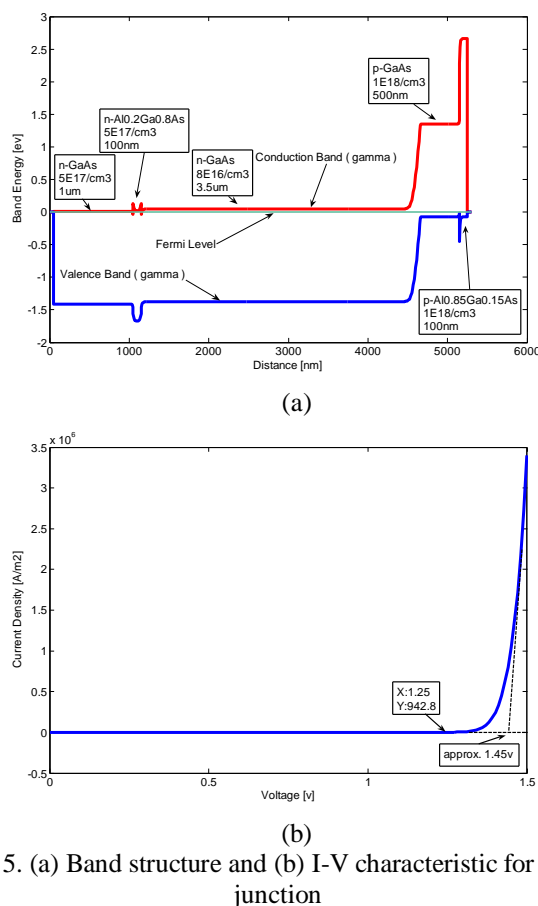 3
2.5
2
1.5
1
0.5
0
-0.5
-1
-1.5
-2
Band Energy [ev]
p-GaAs
1E18/cm3
500nm
n-Al0.2Ga0.8As
5E17/cm3
100nm
n-GaAs
5E17/cm3
1um
n-GaAs
8E16/cm3
3.5um
Conduction Band ( gamma )
Fermi Level
Valence Band ( gamma )
p-Al0.85Ga0.15As
1E18/cm3
100nm
0 1000 2000 3000 4000 5000 6000
Distance [nm]
(a)
x 10^6
3.5
3
2.5
2
1.5
1
0.5
0
-0.5
Current Density [A/m2]
X:1.25
Y:942.8
approx. 1.45v
0 0.5 1 1.5
Voltage [v]
(b)
5. (a) Band structure and (b) I-V characteristic for
junction